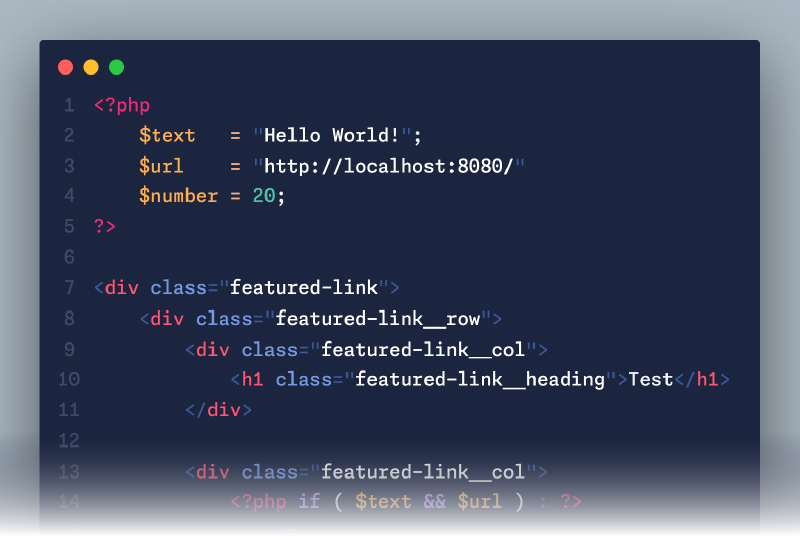 1 <?php
2     $text   = "Hello World!";
3     $url    = "http://localhost:8080/"
4     $number = 20;
5 ?>
6
7 <div class="featured-link">
8     <div class="featured-link__row">
9         <div class="featured-link__col">
10             <h1 class="featured-link__heading">Test</h1>
11         </div>
12
13         <div class="featured-link__col">
14             <?php if ( $text && $url ) : ?>